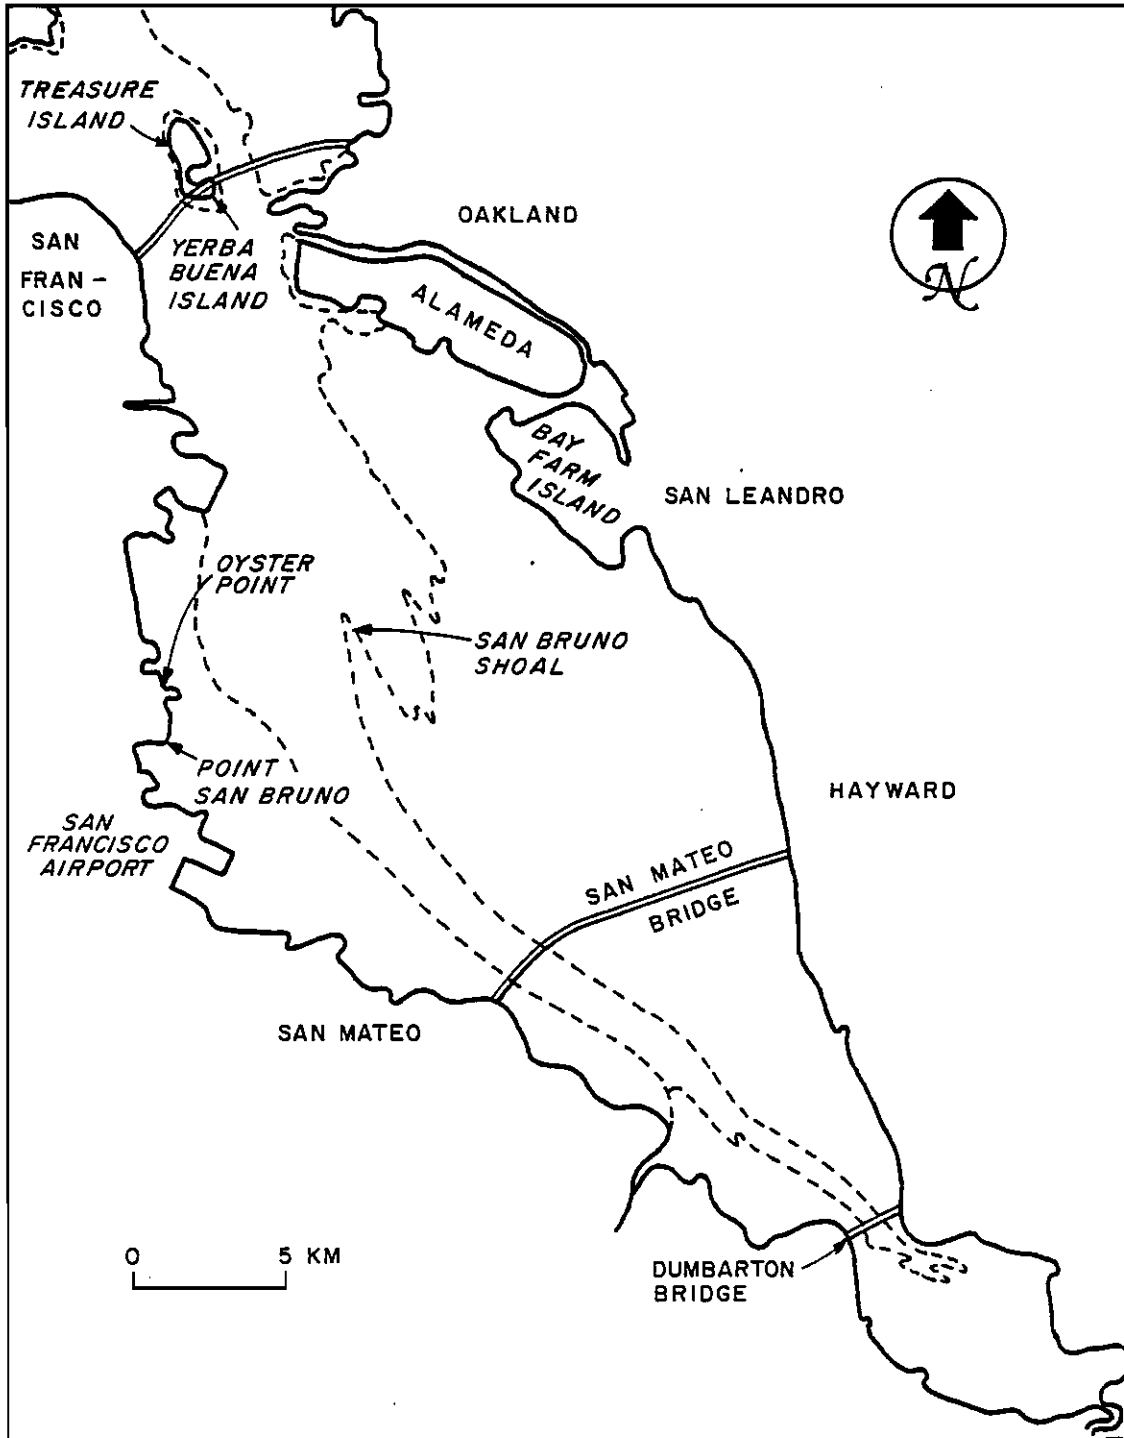 TREASURE
ISLAND
OAKLAND
N
SAN
FRAN-
CISCO
YERBA
BUENA
ISLAND
ALAMEDA
BAY
FARM
ISLAND
SAN LEANDRO
OYSTER
POINT
SAN BRUNO
SHOAL
POINT
SAN BRUNO
HAYWARD
SAN
FRANCISCO
AIRPORT
SAN MATEO
BRIDGE
SAN MATEO
0 5 KM
DUMBARTON
BRIDGE